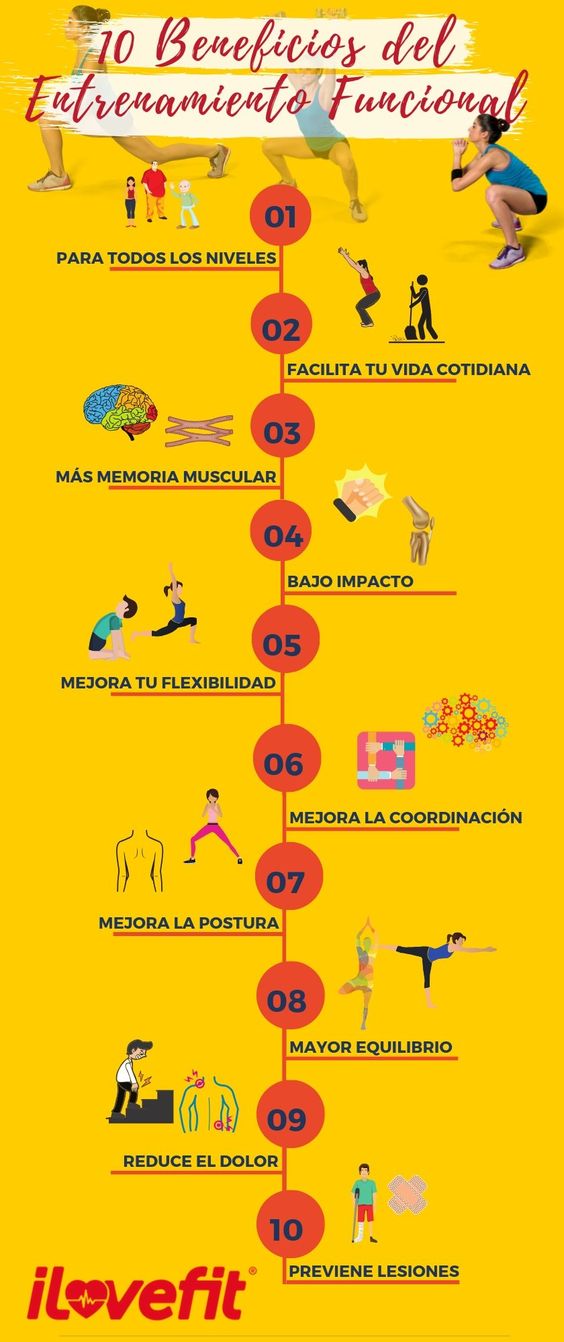 10 Beneficios del
Entrenamiento Funcional
01
PARA TODOS LOS NIVELES
02
FACILITA TU VIDA COTIDIANA
03
MÁS MEMORIA MUSCULAR
04
BAJO IMPACTO
05
MEJORA TU FLEXIBILIDAD
06
MEJORA LA COORDINACIÓN
07
MEJORA LA POSTURA
08
MAYOR EQUILIBRIO
09
REDUCE EL DOLOR
10
PREVIENE LESIONES
ilovefit®